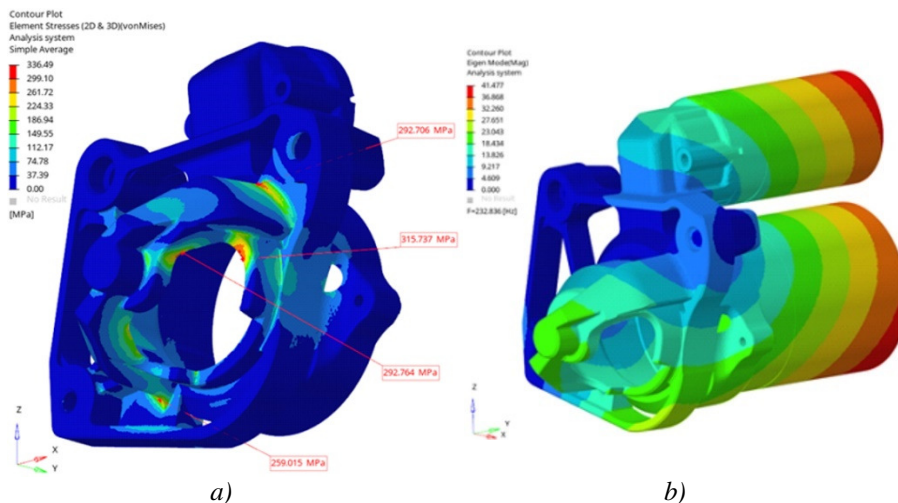 Contour Plot
Element Stresses (2D & 3D)(vonMises)
Analysis system
Simple Average
336.49
299.10
261.72
224.33
186.94
149.55
112.17
74.78
37.39
0.00
No Result
[MPa]
292.706 MPa
315.737 MPa
292.764 MPa
259.015 MPa
Z
X
Y
a)
Contour Plot
Eigen Mode(Mag)
Analysis system
41.477
36.868
32.260
27.651
23.043
18.434
13.826
9.217
4.609
0.000
No Result
F=232.836 [Hz]
Z
Y
X
b)